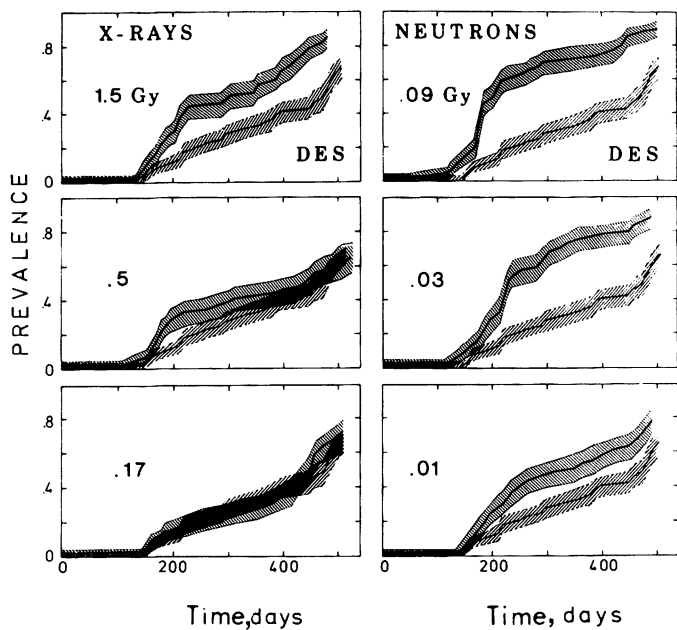 X-RAYS
NEUTRONS
.8
1.5 Gy
.09 Gy
.4
DES
DES
0
PREVALENCE
.8
.5
.03
.4
0
.8
.17
.01
.4
0
0
200
400
0
200
400
Time,days
Time, days